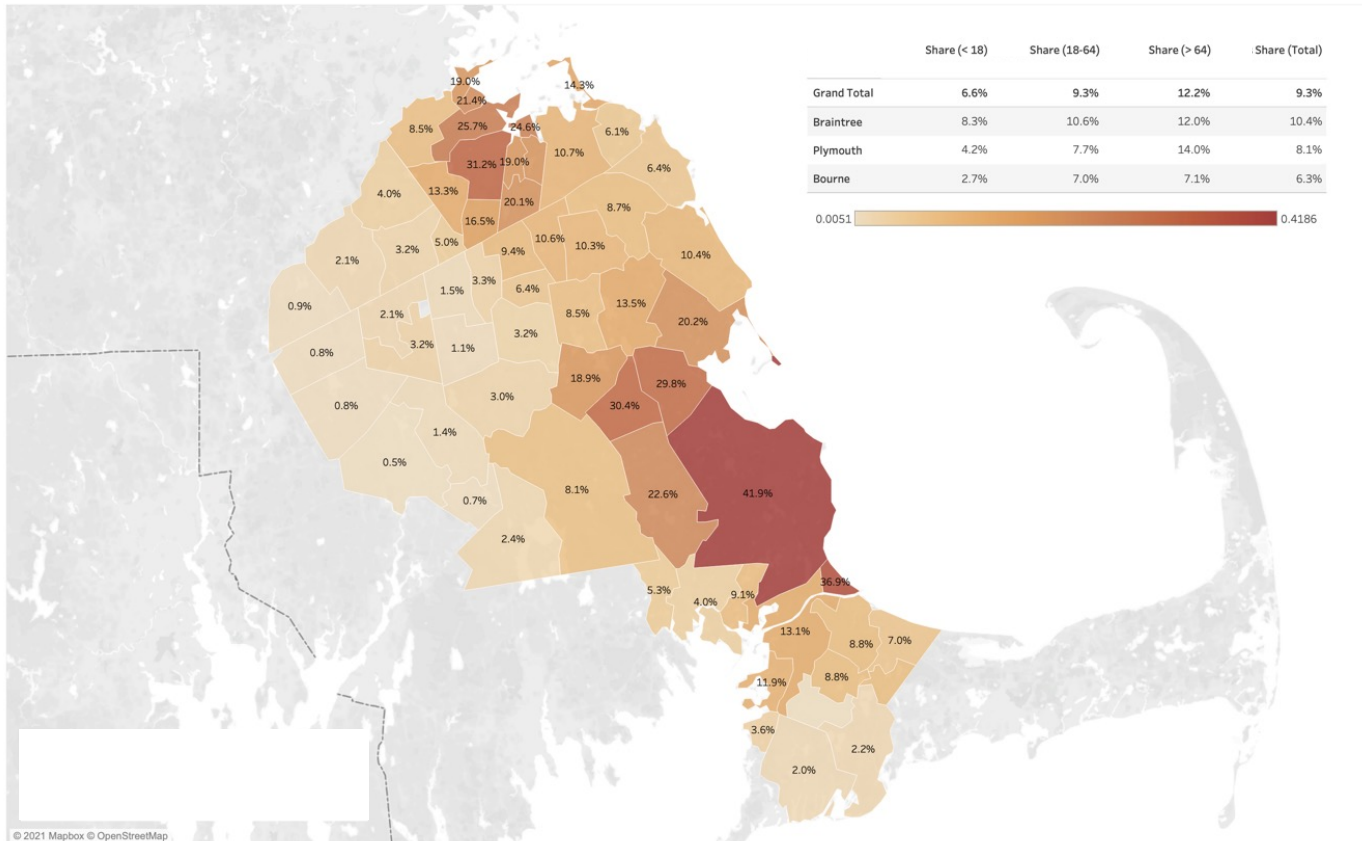 Share (< 18) Share (18-64) Share (> 64) Share (Total)
Grand Total 6.6% 9.3% 12.2% 9.3%
Braintree 8.3% 10.6% 12.0% 10.4%
Plymouth 4.2% 7.7% 14.0% 8.1%
Bourne 2.7% 7.0% 7.1% 6.3%
0.0051 0.4186
19.0%
14.3%
21.4%
8.5% 25.7% 24.6% 6.1%
31.2% 19.0% 10.7%
6.4%
4.0% 13.3%
20.1% 8.7%
16.5%
2.1% 3.2% 5.0% 9.4% 10.6% 10.3% 10.4%
0.9% 1.5% 3.3% 6.4%
2.1% 8.5% 13.5% 20.2%
0.8% 3.2% 1.1% 3.2%
18.9% 29.8%
0.8% 3.0% 30.4%
1.4%
0.5%
0.7% 8.1% 22.6% 41.9%
2.4%
36.9%
5.3% 4.0% 9.1%
13.1% 8.8% 7.0%
11.9% 8.8%
3.6%
2.0% 2.2%
© 2021 Mapbox © OpenStreetMap